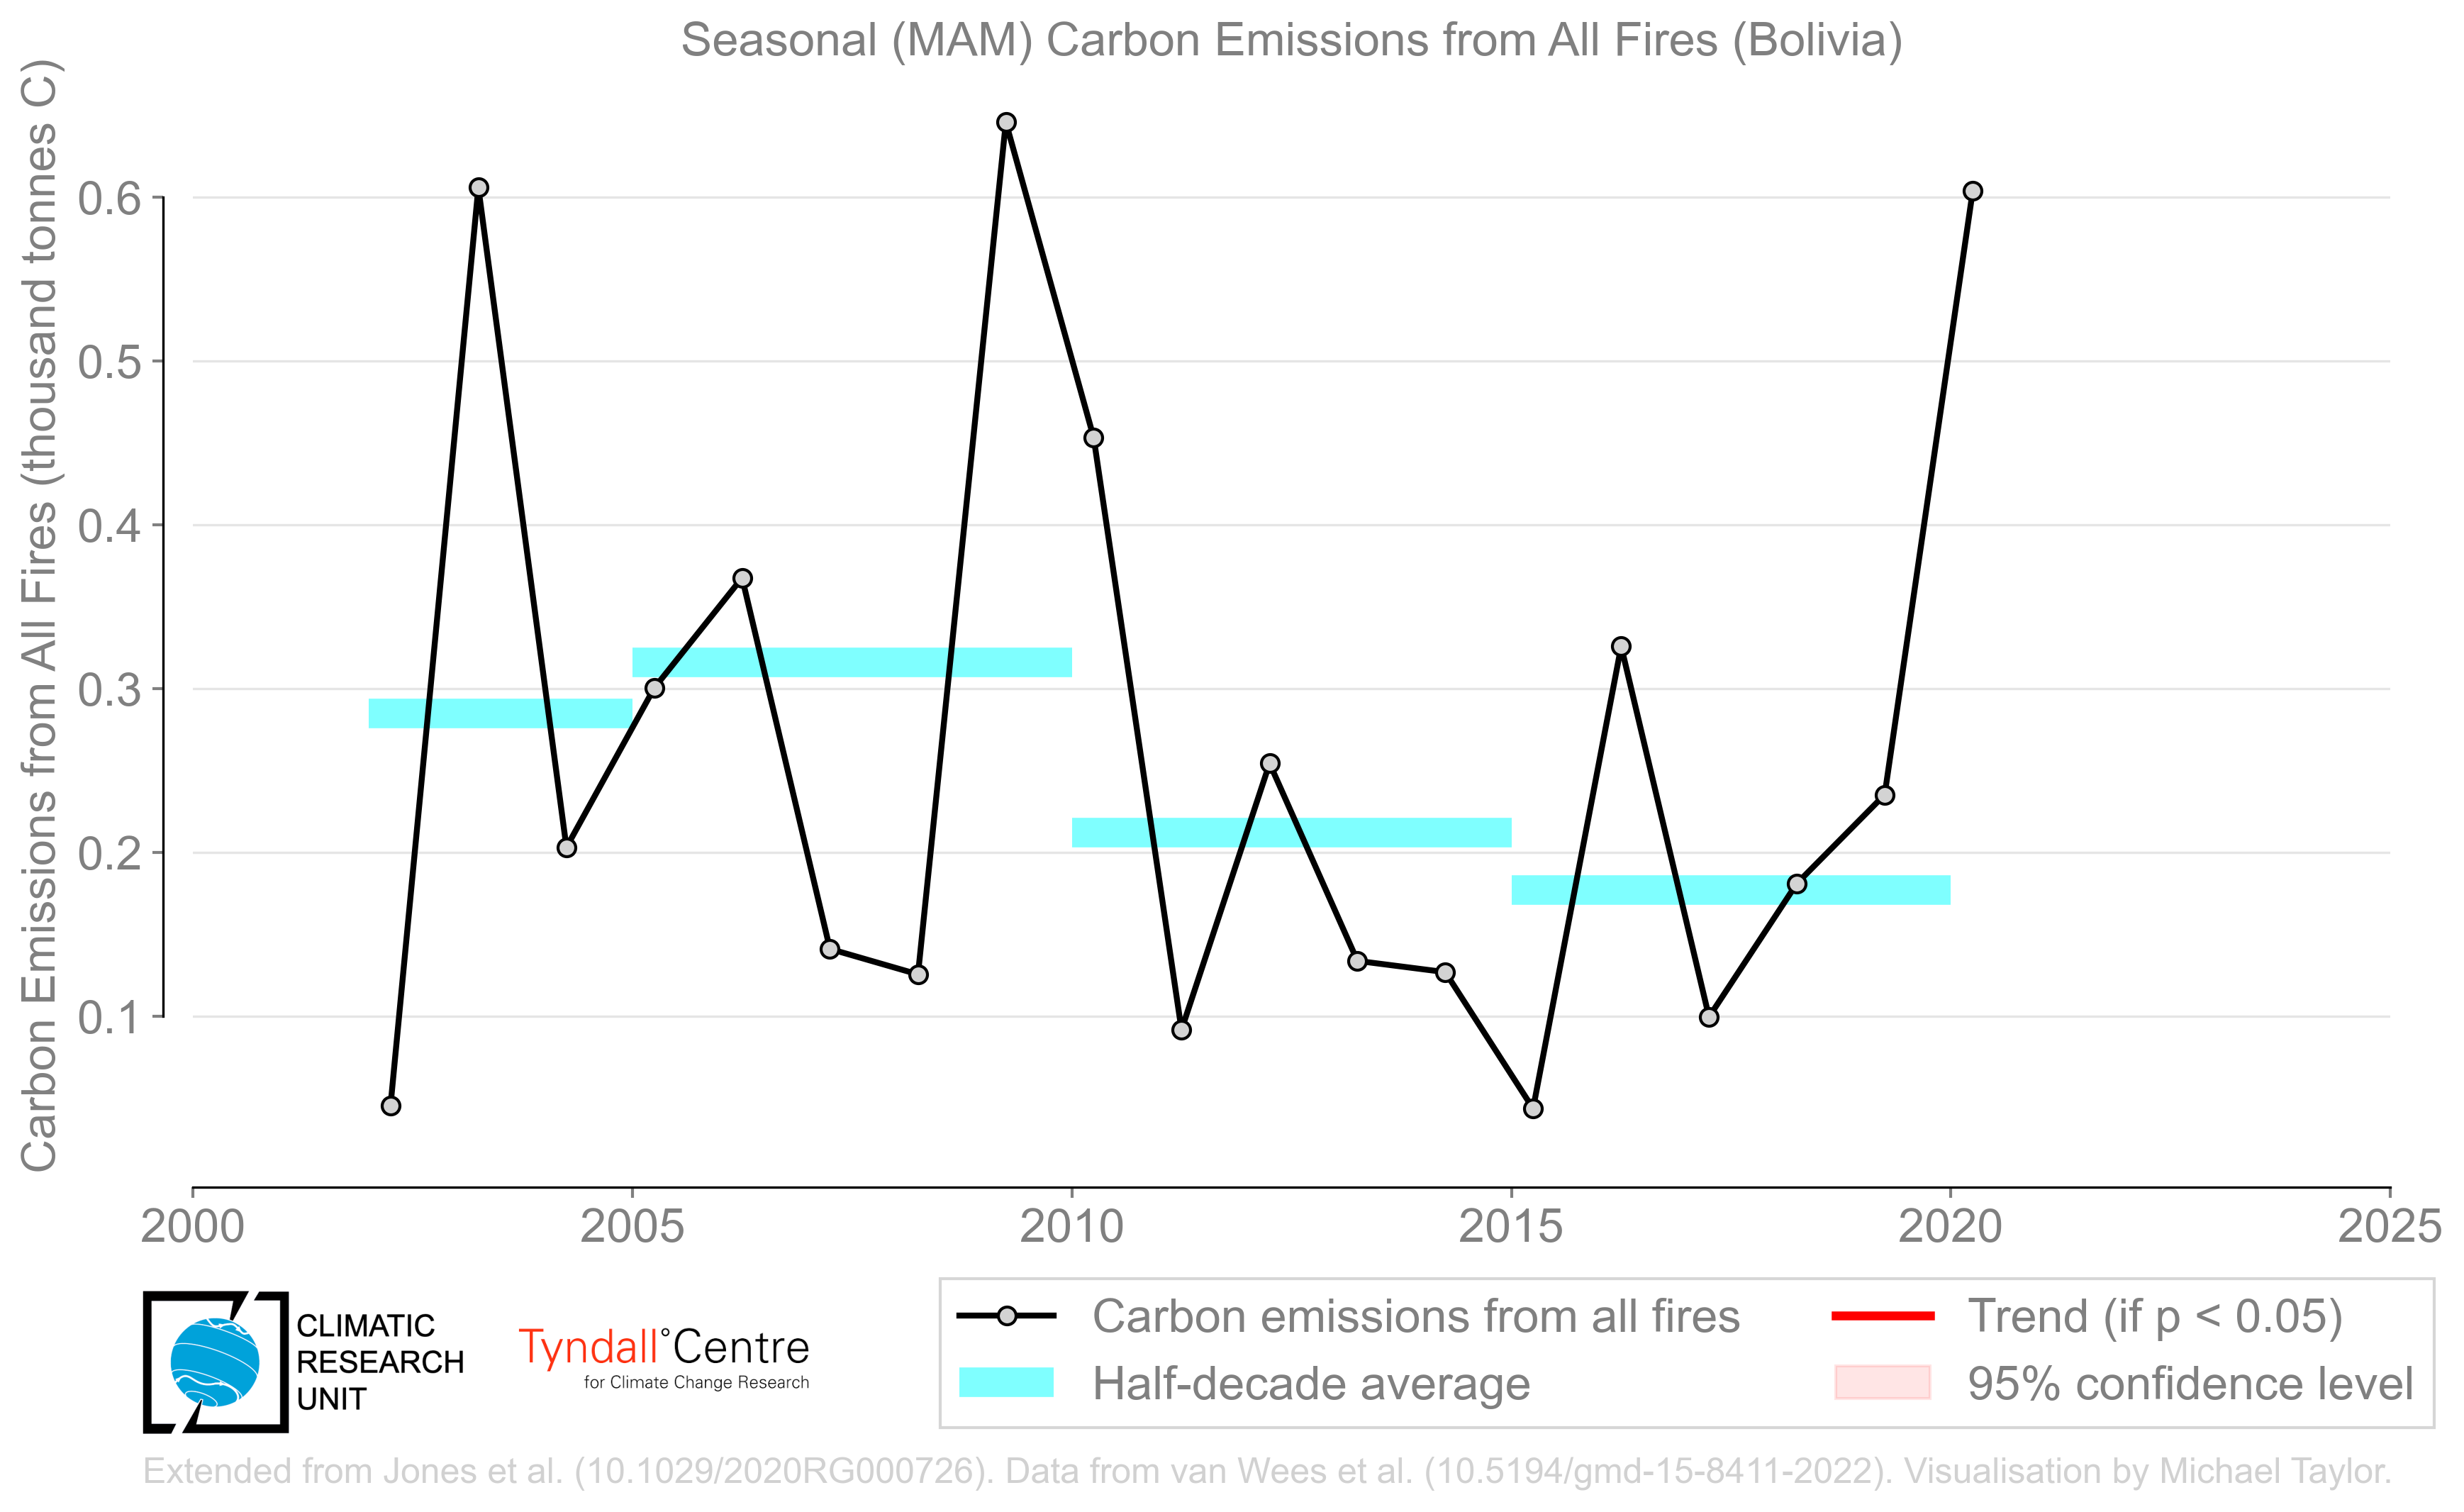 Seasonal (MAM) Carbon Emissions from All Fires (Bolivia)
Carbon Emissions from All Fires (thousand tonnes C)
0.6
0.5
0.4
0.3
0.2
0.1
2000 2005 2010 2015 2020 2025
CLIMATIC
RESEARCH
UNIT
Tyndall°Centre
for Climate Change Research
Carbon emissions from all fires
Half-decade average
Trend (if p < 0.05)
95% confidence level
Extended from Jones et al. (10.1029/2020RG000726). Data from van Wees et al. (10.5194/gmd-15-8411-2022). Visualisation by Michael Taylor.